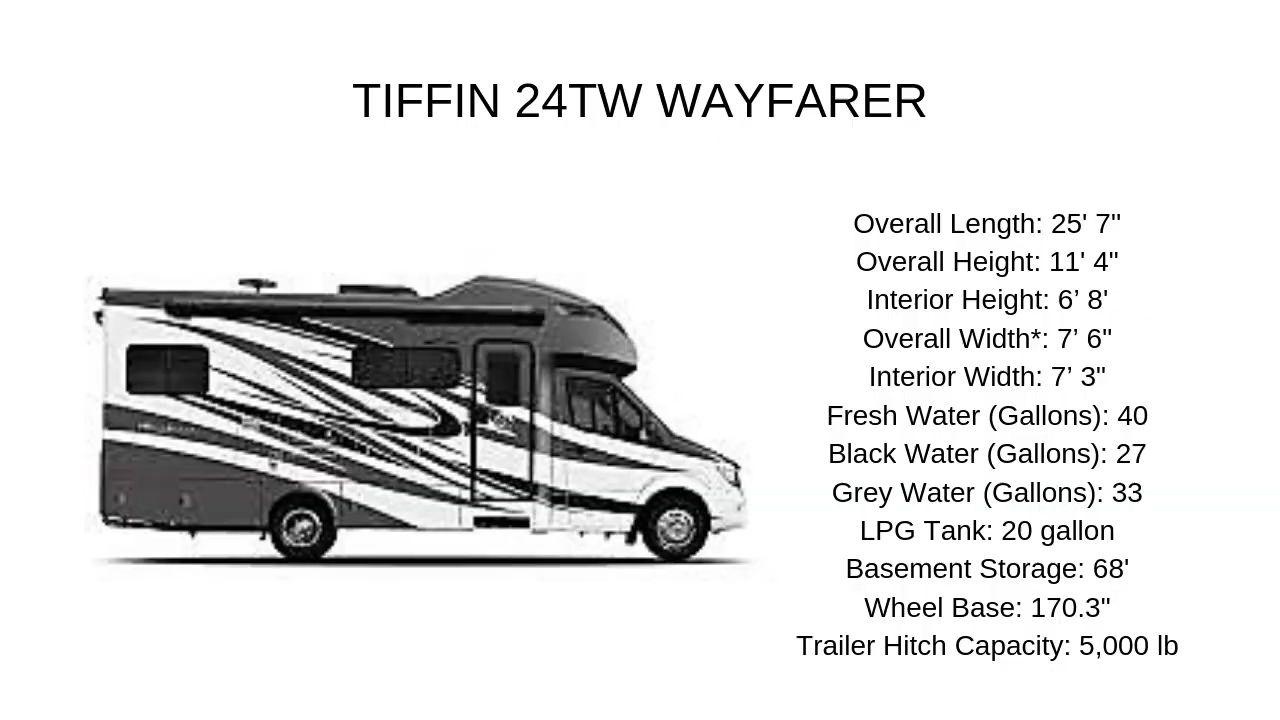 TIFFIN 24TW WAYFARER
Overall Length: 25' 7"
Overall Height: 11' 4"
Interior Height: 6’ 8'
Overall Width*: 7’ 6"
Interior Width: 7’ 3"
Fresh Water (Gallons): 40
Black Water (Gallons): 27
Grey Water (Gallons): 33
LPG Tank: 20 gallon
Basement Storage: 68'
Wheel Base: 170.3"
Trailer Hitch Capacity: 5,000 lb